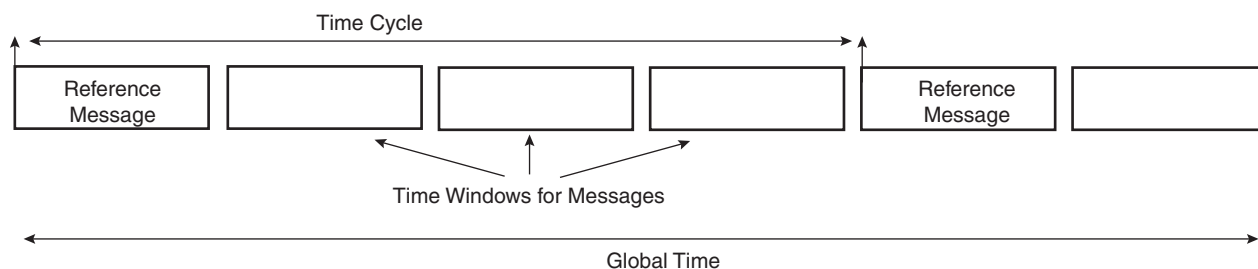 Time Cycle
Reference
Message
Reference
Message
Time Windows for Messages
Global Time